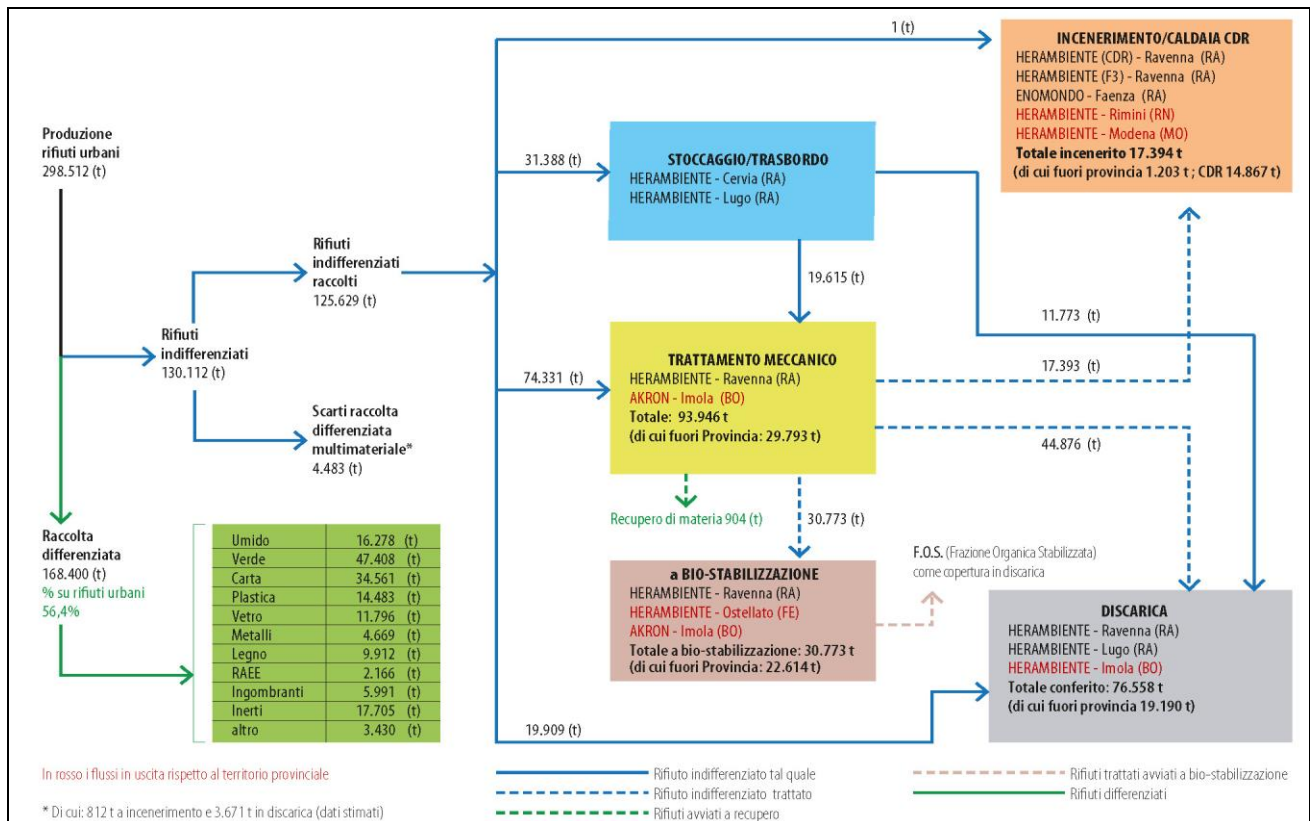 Produzione
rifiuti urbani
298.512 (t)
Rifiuti
indifferenziati
130.112 (t)
Rifiuti
indifferenziati
raccolti
125.629 (t)
Scarti raccolta
differenziata
multimateriale*
4.483 (t)
Raccolta
differenziata
168.400 (t)
% su rifiuti urbani
56,4%
Umido 16.278 (t)
Verde 47.408 (t)
Carta 34.561 (t)
Plastica 14.483 (t)
Vetro 11.796 (t)
Metalli 4.669 (t)
Legno 9.912 (t)
RAEE 2.166 (t)
Ingombranti 5.991 (t)
Inerti 17.705 (t)
altro 3.430 (t)
1 (t)
31.388 (t)
74.331 (t)
19.909 (t)
STOCCAGGIO/TRASBORDO
HERAMBIENTE - Cervia (RA)
HERAMBIENTE - Lugo (RA)
19.615 (t)
11.773 (t)
TRATTAMENTO MECCANICO
HERAMBIENTE - Ravenna (RA)
AKRON - Imola (BO)
Totale: 93.946 t
(di cui fuori Provincia: 29.793 t)
17.393 (t)
44.876 (t)
Recupero di materia 904 (t)
30.773 (t)
a BIO-STABILIZZAZIONE
HERAMBIENTE - Ravenna (RA)
HERAMBIENTE - Ostellato (FE)
AKRON - Imola (BO)
Totale a bio-stabilizzazione: 30.773 t
(di cui fuori Provincia: 22.614 t)
F.O.S. (Frazione Organica Stabilizzata)
come copertura in discarica
INCENERIMENTO/CALDAIA CDR
HERAMBIENTE (CDR) - Ravenna (RA)
HERAMBIENTE (F3) - Ravenna (RA)
ENOMONDO - Faenza (RA)
HERAMBIENTE - Rimini (RN)
HERAMBIENTE - Modena (MO)
Totale incenerito 17.394 t
(di cui fuori provincia 1.203 t ; CDR 14.867 t)
DISCARICA
HERAMBIENTE - Ravenna (RA)
HERAMBIENTE - Lugo (RA)
HERAMBIENTE - Imola (BO)
Totale conferito: 76.558 t
(di cui fuori provincia 19.190 t)
In rosso i flussi in uscita rispetto al territorio provinciale
* Di cui: 812 t a incenerimento e 3.671 t in discarica (dati stimati)
Rifiuto indifferenziato tal quale
Rifiuto indifferenziato trattato
Rifiuti avviati a recupero
Rifiuti trattati avviati a bio-stabilizzazione
Rifiuti differenziati